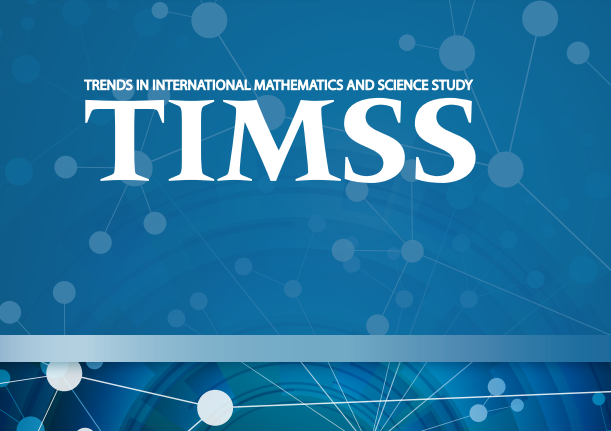 TRENDS IN INTERNATIONAL MATHEMATICS AND SCIENCE STUDY
TIMSS